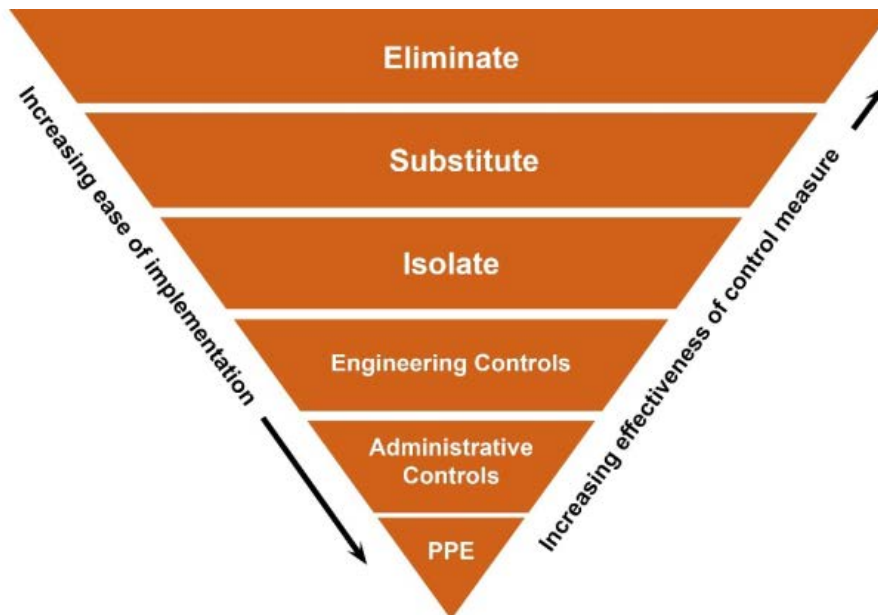 Eliminate
Substitute
Isolate
Engineering Controls
Administrative
Controls
PPE
Increasing ease of implementation
Increasing effectiveness of control measure